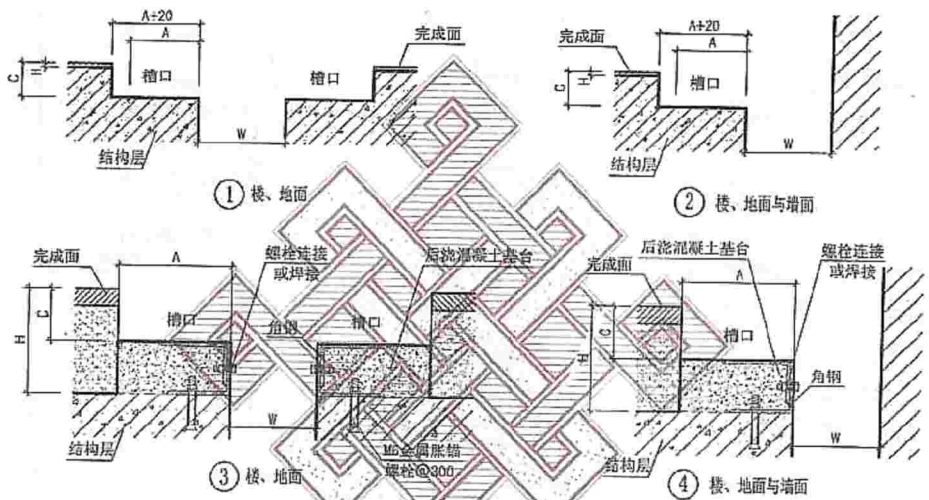 A+20
A
完成面
C
H
槽口
槽口
结构层
W
① 楼、地面
A+20
A
完成面
C
H
槽口
结构层
W
② 楼、地面与墙面
完成面
A
螺栓连接
或焊接
后浇混凝土基台
H
C
槽口
角钢
槽口
结构层
W
M6金属胀锚
螺栓@300
③ 楼、地面
后浇混凝土基台
完成面
A
螺栓连接
或焊接
H
C
槽口
角钢
结构层
W
④ 楼、地面与墙面